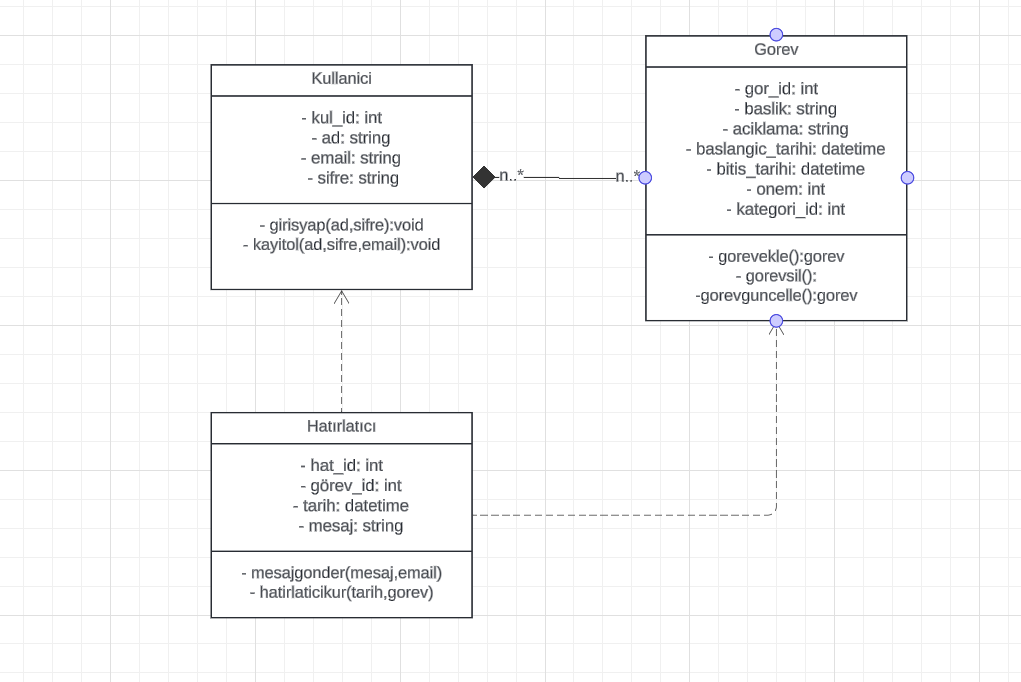 Kullanici
- kul_id: int
- ad: string
- email: string
- sifre: string
- girisyap(ad,sifre):void
- kayitol(ad,sifre,email):void
n..*
n..*
Gorev
- gor_id: int
- baslik: string
- aciklama: string
- baslangic_tarihi: datetime
- bitis_tarihi: datetime
- onem: int
- kategori_id: int
- gorevekle():gorev
- gorevsil():
-gorevguncelle():gorev
Hatırlatıcı
- hat_id: int
- görev_id: int
- tarih: datetime
- mesaj: string
- mesajgonder(mesaj,email)
- hatirlaticikur(tarih,gorev)